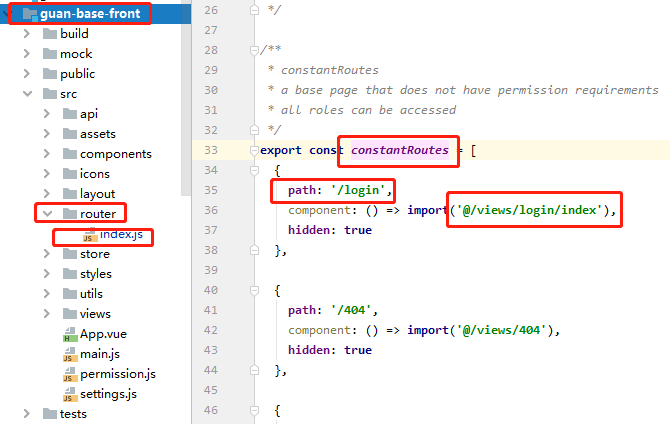 guan-base-front
build
mock
public
src
api
assets
components
icons
layout
router
index.js
store
styles
utils
views
App.vue
main.js
permission.js
settings.js
tests
26 */
27
28 /**
29 * constantRoutes
30 * a base page that does not have permission requirements
31 * all roles can be accessed
32 */
33 export const constantRoutes = [
34 {
35 path: '/login',
36 component: () => import('@/views/login/index'),
37 hidden: true
38 },
39
40 {
41 path: '/404',
42 component: () => import('@/views/404'),
43 hidden: true
44 },
45
46 {